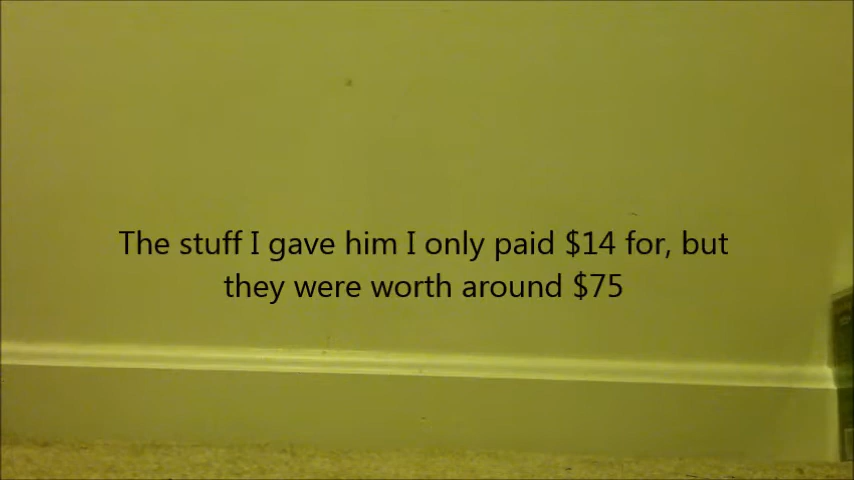 The stuff I gave him I only paid $14 for, but
they were worth around $75